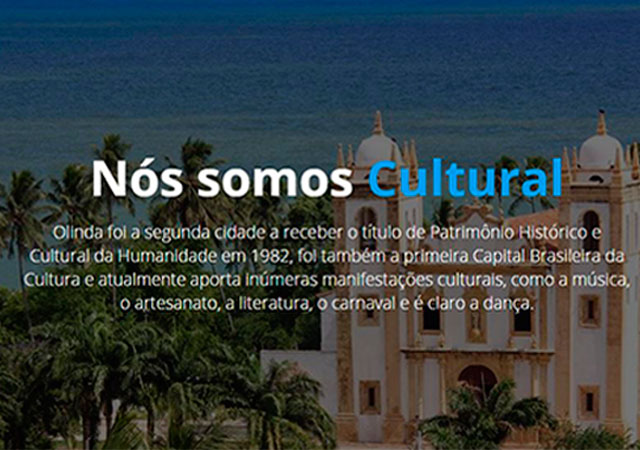 Nós somos Cultural
Olinda foi a segunda cidade a receber o título de Patrimônio Histórico e
Cultural da Humanidade em 1982, foi também a primeira Capital Brasileira da
Cultura e atualmente aporta inúmeras manifestações culturais, como a música,
o artesanato, a literatura, o carnaval e é claro a dança.